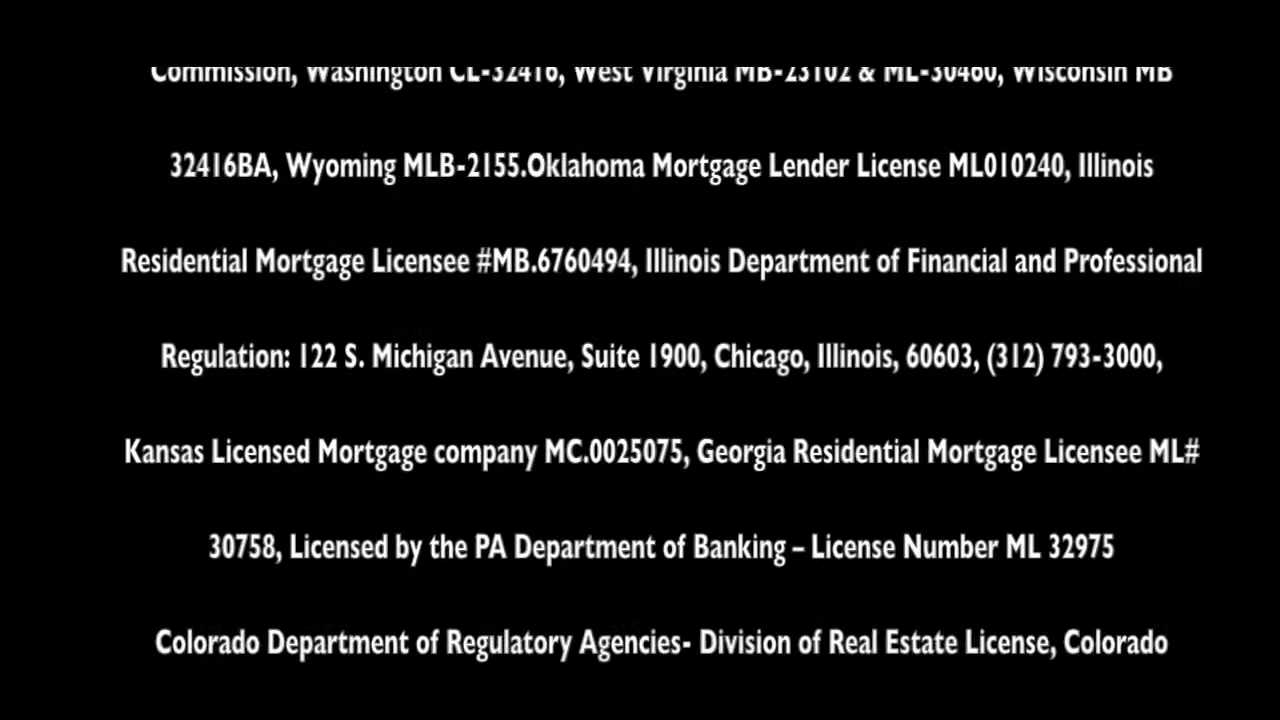 Commission, Washington CL-32416, West Virginia MB-23102 & ML-30460, Wisconsin MB
32416BA, Wyoming MLB-2155.Oklahoma Mortgage Lender License ML010240, Illinois
Residential Mortgage Licensee #MB.6760494, Illinois Department of Financial and Professional
Regulation: 122 S. Michigan Avenue, Suite 1900, Chicago, Illinois, 60603, (312) 793-3000,
Kansas Licensed Mortgage company MC.0025075, Georgia Residential Mortgage Licensee ML#
30758, Licensed by the PA Department of Banking – License Number ML 32975
Colorado Department of Regulatory Agencies- Division of Real Estate License, Colorado